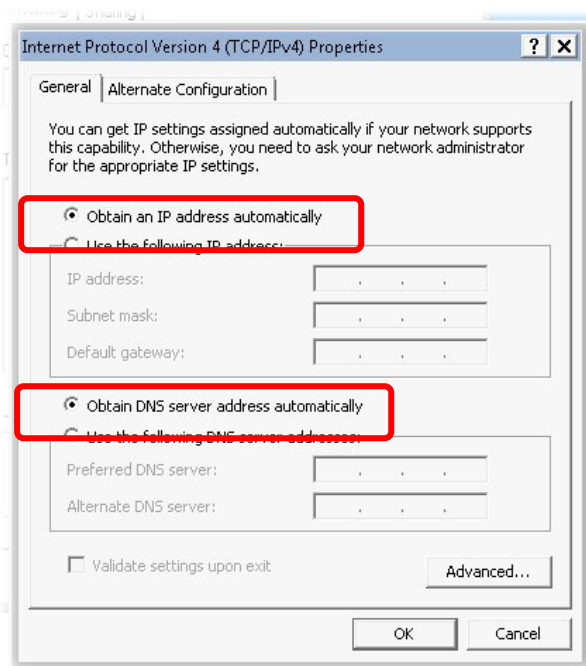 Sharing
Internet Protocol Version 4 (TCP/IPv4) Properties
General
Alternate Configuration
You can get IP settings assigned automatically if your network supports
this capability. Otherwise, you need to ask your network administrator
for the appropriate IP settings.
Obtain an IP address automatically
Use the following IP address:
IP address:
Subnet mask:
Default gateway:
Obtain DNS server address automatically
Use the following DNS server addresses:
Preferred DNS server:
Alternate DNS server:
Validate settings upon exit
Advanced...
OK
Cancel